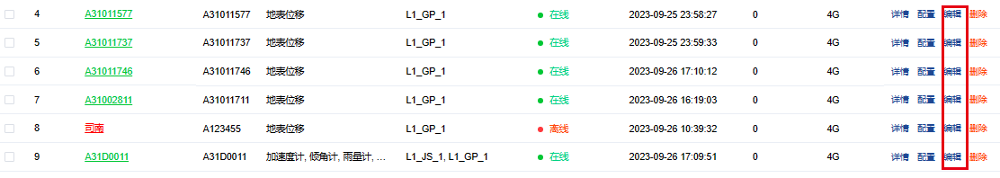 4 A31011577 A31011577 地表位移 L1_GP_1 在线 2023-09-25 23:58:27 0 4G 详情 配置 编辑 删除
5 A31011737 A31011737 地表位移 L1_GP_1 在线 2023-09-25 23:59:33 0 4G 详情 配置 编辑 删除
6 A31011746 A31011746 地表位移 L1_GP_1 在线 2023-09-26 17:10:12 0 4G 详情 配置 编辑 删除
7 A31002811 A31011711 地表位移 L1_GP_1 在线 2023-09-26 16:19:03 0 4G 详情 配置 编辑 删除
8 司南 A123455 地表位移 L1_GP_1 离线 2023-09-26 10:39:32 0 4G 详情 配置 编辑 删除
9 A31D0011 A31D0011 加速度计, 倾角计, 雨量计, ... L1_JS_1, L1_GP_1 在线 2023-09-26 17:09:51 0 4G 详情 配置 编辑 删除